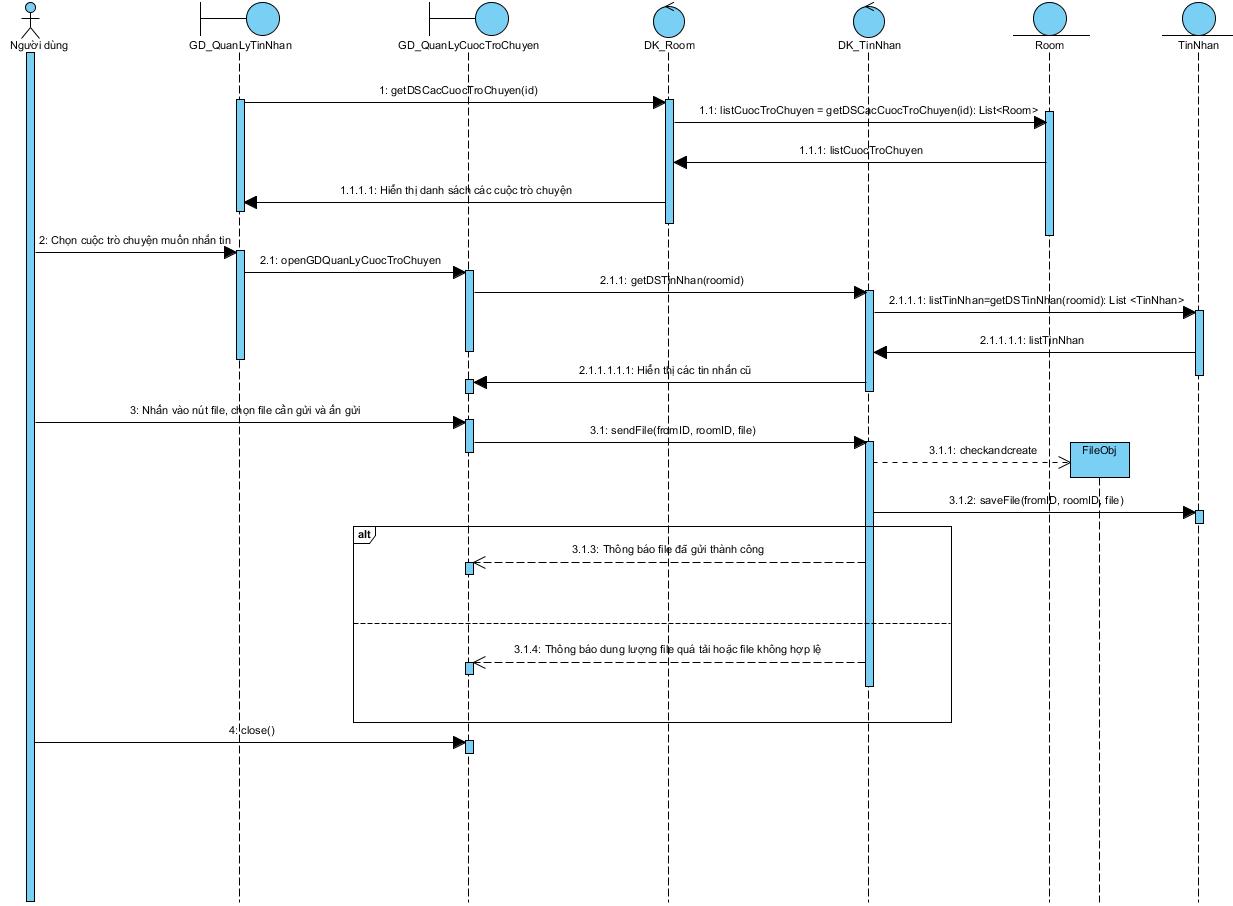 Người dùng
GD_QuanLyTinNhan
GD_QuanLyCuocTroChuyen
DK_Room
DK_TinNhan
Room
TinNhan
1: getDSCacCuocTroChuyen(id)
1.1: listCuocTroChuyen = getDSCacCuocTroChuyen(id): List<Room>
1.1.1: listCuocTroChuyen
1.1.1.1: Hiển thị danh sách các cuộc trò chuyện
2: Chọn cuộc trò chuyện muốn nhắn tin
2.1: openGDQuanLyCuocTroChuyen
2.1.1: getDSTinNhan(roomid)
2.1.1.1: listTinNhan=getDSTinNhan(roomid): List <TinNhan>
2.1.1.1.1: listTinNhan
2.1.1.1.1.1: Hiển thị các tin nhắn cũ
3: Nhấn vào nút file, chọn file cần gửi và ấn gửi
3.1: sendFile(fromID, roomID, file)
3.1.1: checkandcreate
FileObj
3.1.2: saveFile(fromID, roomID, file)
alt
3.1.3: Thông báo file đã gửi thành công
3.1.4: Thông báo dung lượng file quá tải hoặc file không hợp lệ
4: close()